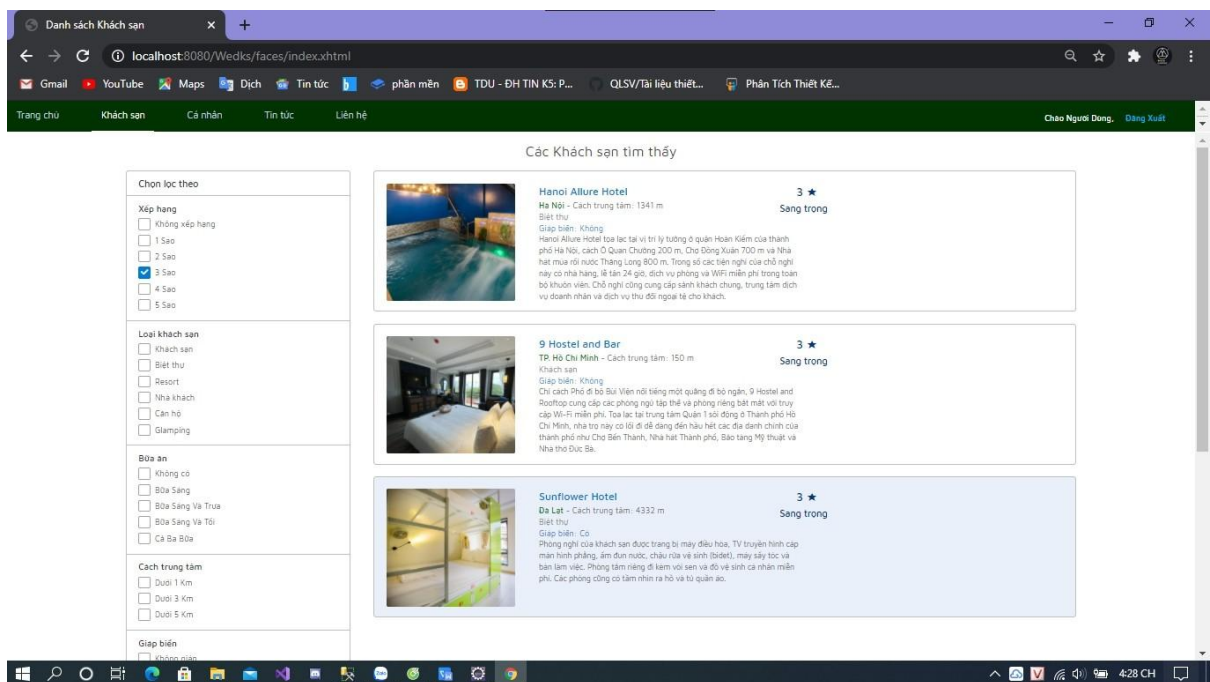 Danh sách Khách sạn
localhost:8080/Wedks/faces/index.xhtml
Gmail YouTube Maps Dịch Tin tức phần mền TDU - ĐH TIN K5: P... QLSV/Tài liệu thiết... Phân Tích Thiết Kế...
Trang chủ Khách sạn Cá nhân Tin tức Liên hệ Chào Người Dùng, Đăng Xuất
Các Khách sạn tìm thấy
Chọn lọc theo
Xếp hạng
Không xếp hạng
1 Sao
2 Sao
3 Sao
4 Sao
5 Sao
Loại khách sạn
Khách sạn
Biệt thự
Resort
Nhà khách
Căn hộ
Glamping
Bữa ăn
Không có
Bữa Sáng
Bữa Sáng Và Trưa
Bữa Sáng Và Tối
Cả Ba Bữa
Cách trung tâm
Dưới 1 Km
Dưới 3 Km
Dưới 5 Km
Giáp biển
Không giáp
Hanoi Allure Hotel
3 ★
Hà Nội - Cách trung tâm: 1341 m
Sang trọng
Biệt thự
Giáp biển: Không
Hanoi Allure Hotel tọa lạc tại vị trí lý tưởng ở quận Hoàn Kiếm của thành
phố Hà Nội, cách Ô Quan Chưởng 200 m, Chợ Đồng Xuân 700 m và Nhà
hát múa rối nước Thăng Long 800 m. Trong số các tiện nghi của chỗ nghỉ
này có nhà hàng, lễ tân 24 giờ, dịch vụ phòng và WiFi miễn phí trong toàn
bộ khuôn viên. Chỗ nghỉ cũng cung cấp sảnh khách chung, trung tâm dịch
vụ doanh nhân và dịch vụ thu đổi ngoại tệ cho khách.
9 Hostel and Bar
3 ★
TP. Hồ Chí Minh - Cách trung tâm: 150 m
Sang trọng
Khách sạn
Giáp biển: Không
Chỉ cách Phố đi bộ Bùi Viện nổi tiếng một quãng đi bộ ngắn, 9 Hostel and
Rooftop cung cấp các phòng ngủ tập thể và phòng riêng bắt mắt với truy
cập Wi-Fi miễn phí. Tọa lạc tại trung tâm Quận 1 sôi động ở Thành phố Hồ
Chí Minh, nhà trọ này có lối đi dễ dàng đến hầu hết các địa danh chính của
thành phố như Chợ Bến Thành, Nhà hát Thành phố, Bảo tàng Mỹ thuật và
Nhà thờ Đức Bà.
Sunflower Hotel
3 ★
Đà Lạt - Cách trung tâm: 4332 m
Sang trọng
Biệt thự
Giáp biển: Có
Phòng nghỉ của khách sạn được trang bị máy điều hòa, TV truyền hình cáp
màn hình phẳng, ấm đun nước, chậu rửa vệ sinh (bidet), máy sấy tóc và
bàn làm việc. Phòng tắm riêng đi kèm vòi sen và đồ vệ sinh cá nhân miễn
phí. Các phòng cũng có tầm nhìn ra hồ và tủ quần áo.
4:28 CH